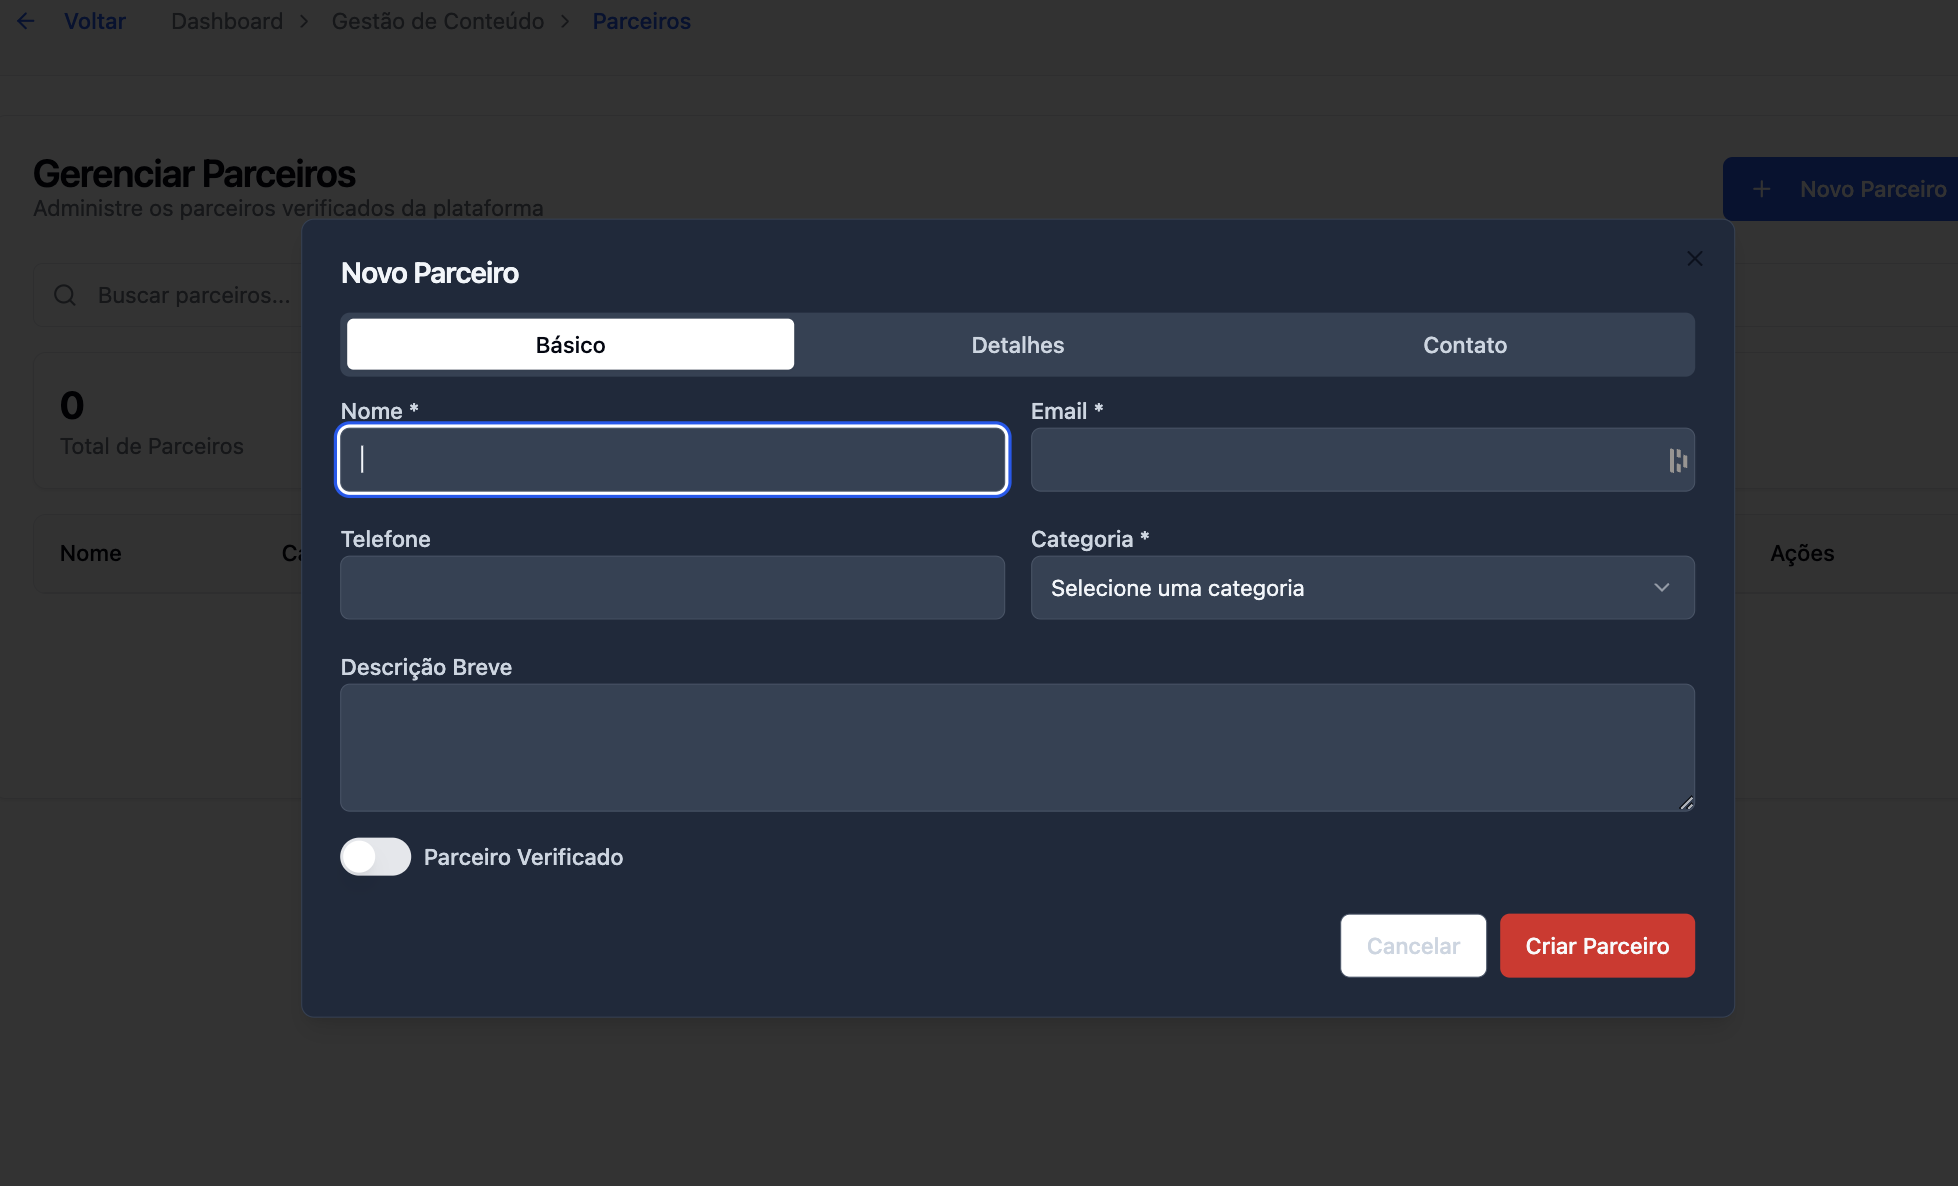 Voltar Dashboard Gestão de Conteúdo Parceiros
Gerenciar Parceiros
Administre os parceiros verificados da plataforma
Novo Parceiro
Buscar parceiros...
0
Total de Parceiros
Nome
Ações
Novo Parceiro
Básico Detalhes Contato
Nome * Email *
Telefone Categoria *
Selecione uma categoria
Descrição Breve
Parceiro Verificado
Cancelar Criar Parceiro